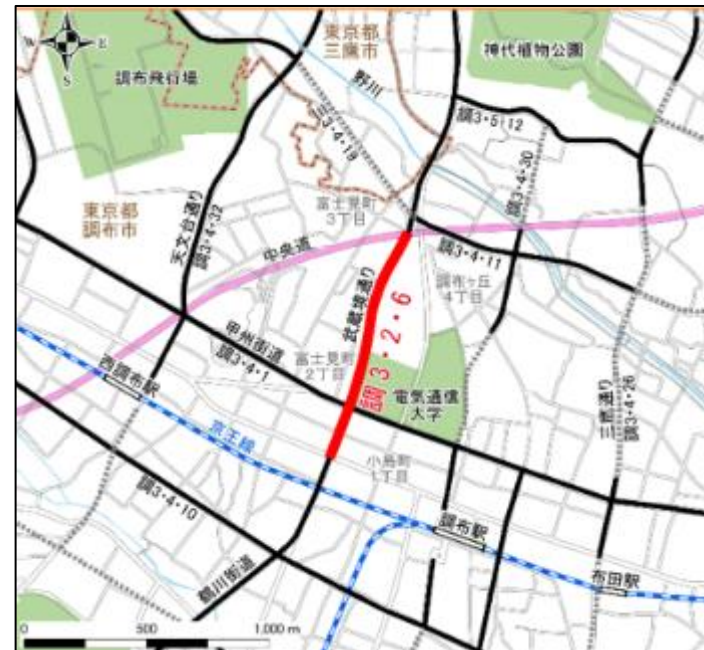 W
E
S
東京都
三鷹市
神代植物公園
調布飛行場
野川
三3・4・18
調3・5・12
調3・4・30
東京都
調布市
富士見町
3丁目
天文台通り
調3・4・32
中央道
武蔵境通り
調3・4・11
調布ヶ丘
4丁目
調3・2・6
甲州街道
調3・4・1
富士見町
2丁目
電気通信
大学
三鷹通り
調3・4・26
西調布駅
京王線
小島町
1丁目
調3・4・10
調布駅
布田駅
鶴川街道
0
500
1,000 m